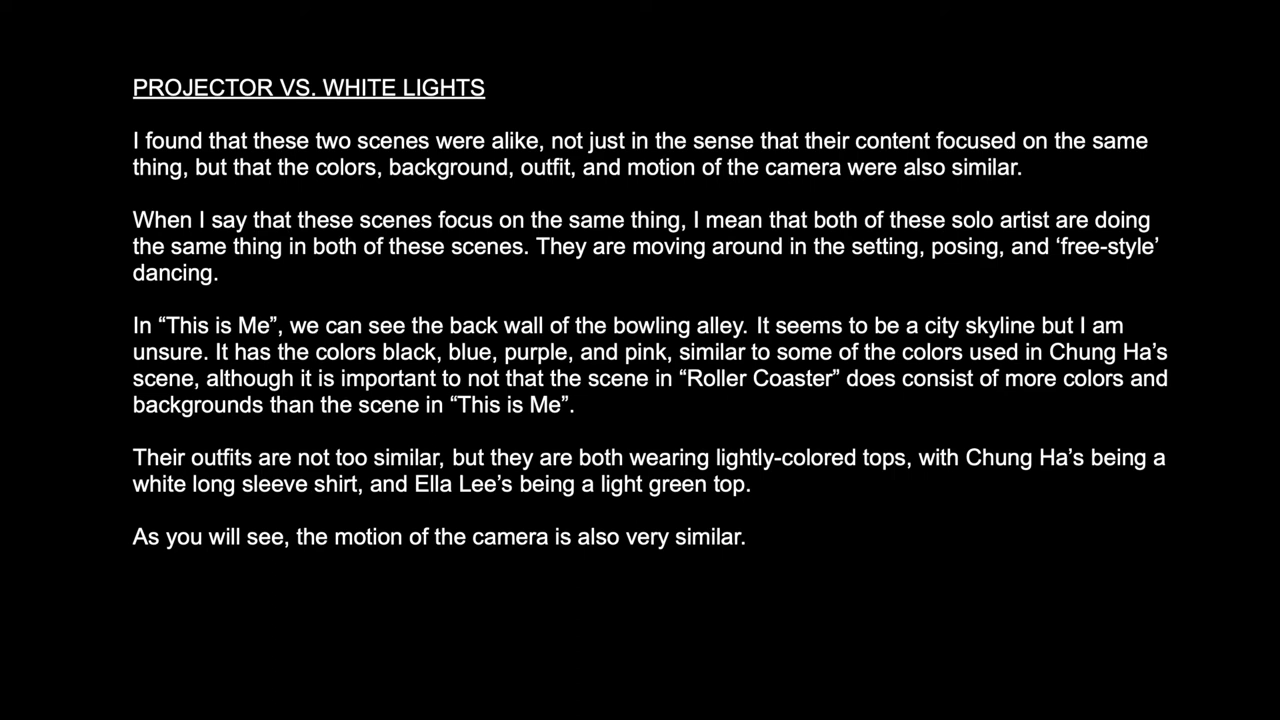 PROJECTOR VS. WHITE LIGHTS
I found that these two scenes were alike, not just in the sense that their content focused on the same
thing, but that the colors, background, outfit, and motion of the camera were also similar.
When I say that these scenes focus on the same thing, I mean that both of these solo artist are doing
the same thing in both of these scenes. They are moving around in the setting, posing, and ‘free-style’
dancing.
In “This is Me”, we can see the back wall of the bowling alley. It seems to be a city skyline but I am
unsure. It has the colors black, blue, purple, and pink, similar to some of the colors used in Chung Ha’s
scene, although it is important to not that the scene in “Roller Coaster” does consist of more colors and
backgrounds than the scene in “This is Me”.
Their outfits are not too similar, but they are both wearing lightly-colored tops, with Chung Ha’s being a
white long sleeve shirt, and Ella Lee’s being a light green top.
As you will see, the motion of the camera is also very similar.